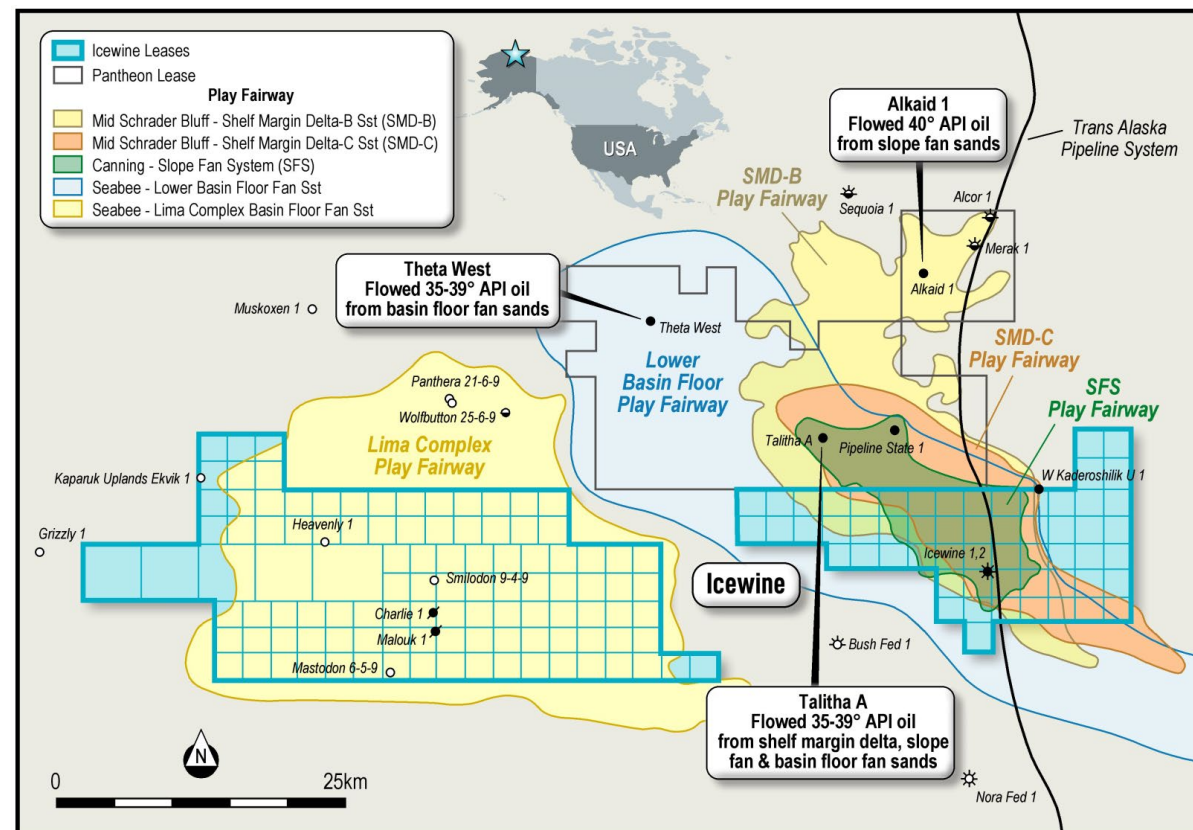 Icewine Leases
Pantheon Lease
Play Fairway
Mid Schrader Bluff - Shelf Margin Delta-B Sst (SMD-B)
Mid Schrader Bluff - Shelf Margin Delta-C Sst (SMD-C)
Canning - Slope Fan System (SFS)
Seabee - Lower Basin Floor Fan Sst
Seabee - Lima Complex Basin Floor Fan Sst
USA
Alkaid 1
Flowed 40° API oil
from slope fan sands
Trans Alaska
Pipeline System
SMD-B
Play Fairway
Sequoia 1
Alcor 1
Merak 1
Alkaid 1
Theta West
Flowed 35-39° API oil
from basin floor fan sands
Muskoxen 1
Theta West
Lower
Basin Floor
Play Fairway
SMD-C
Play Fairway
SFS
Play Fairway
Panthera 21-6-9
Wolfbutton 25-6-9
Lima Complex
Play Fairway
Talitha A
Pipeline State 1
W Kaderoshilik U 1
Kaparuk Uplands Ekvik 1
Grizzly 1
Heavenly 1
Smilodon 9-4-9
Charlie 1
Malouk 1
Mastodon 6-5-9
Icewine
Icewine 1,2
Bush Fed 1
Talitha A
Flowed 35-39° API oil
from shelf margin delta, slope
fan & basin floor fan sands
Nora Fed 1
N
0
25km